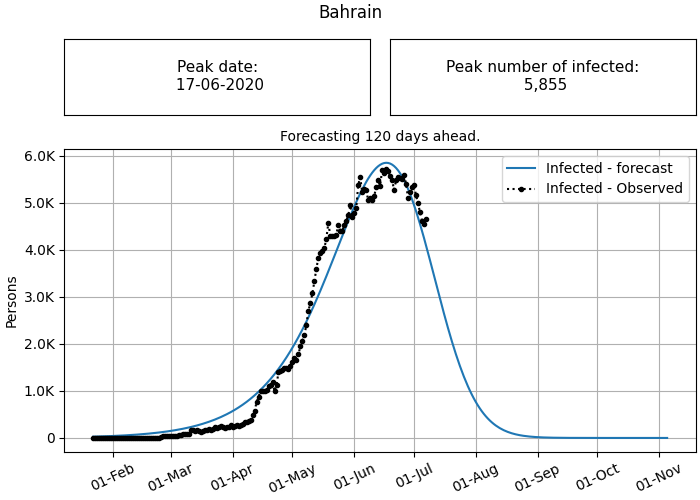 Bahrain
Peak date:
17-06-2020
Peak number of infected:
5,855
Forecasting 120 days ahead.
6.0K
5.0K
4.0K
3.0K
2.0K
1.0K
0
Persons
Infected - forecast
Infected - Observed
01-Feb
01-Mar
01-Apr
01-May
01-Jun
01-Jul
01-Aug
01-Sep
01-Oct
01-Nov